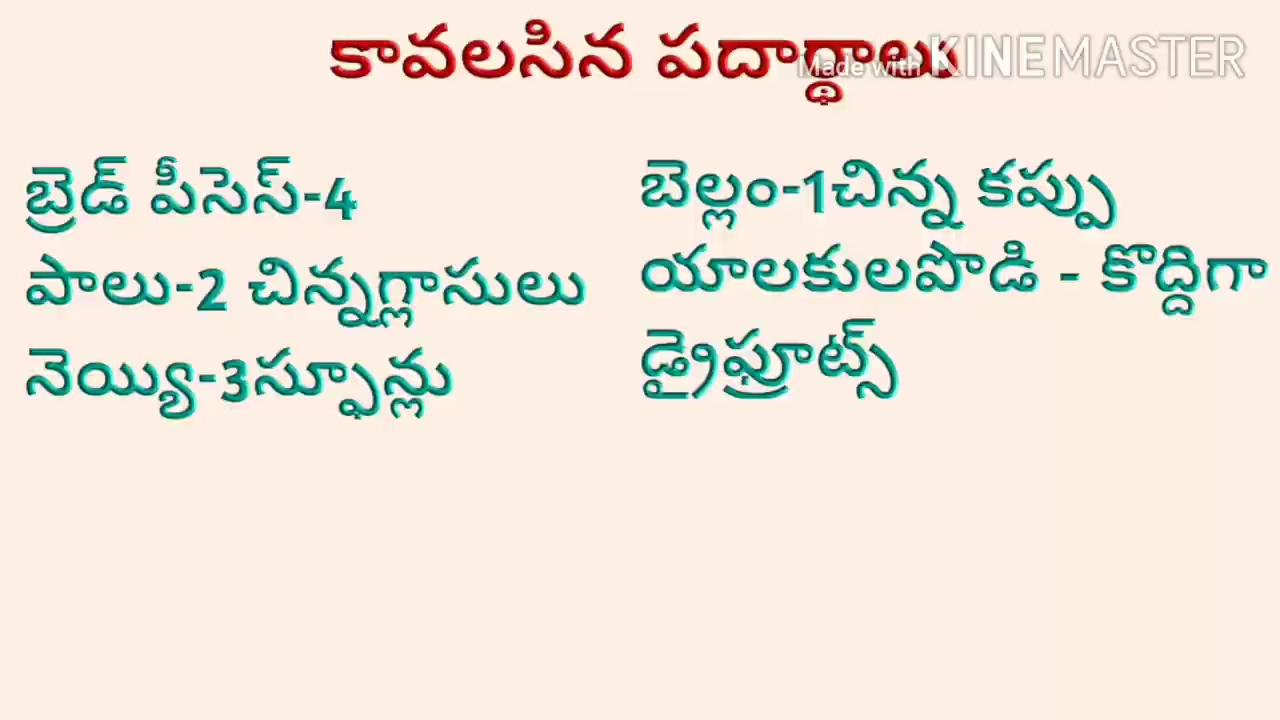 కావలసిన పదార్థాలు
Made with KINEMASTER
బ్రెడ్ పీసెస్-4
పాలు-2 చిన్నగ్లాసులు
నెయ్యి-3స్ఫూన్లు
బెల్లం-1చిన్న కప్పు
యాలకులపొడి - కొద్దిగా
డ్రైఫ్రూట్స్